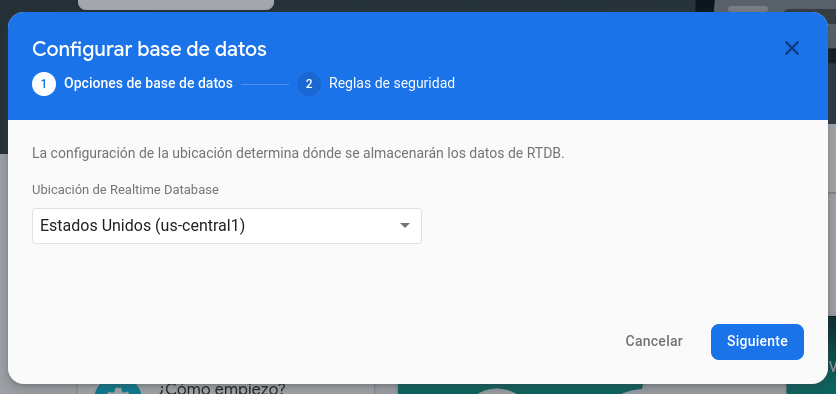 Configurar base de datos
1 Opciones de base de datos
2 Reglas de seguridad
La configuración de la ubicación determina dónde se almacenarán los datos de RTDB.
Ubicación de Realtime Database
Estados Unidos (us-central1)
Cancelar
Siguiente
¿Cómo empiezo?